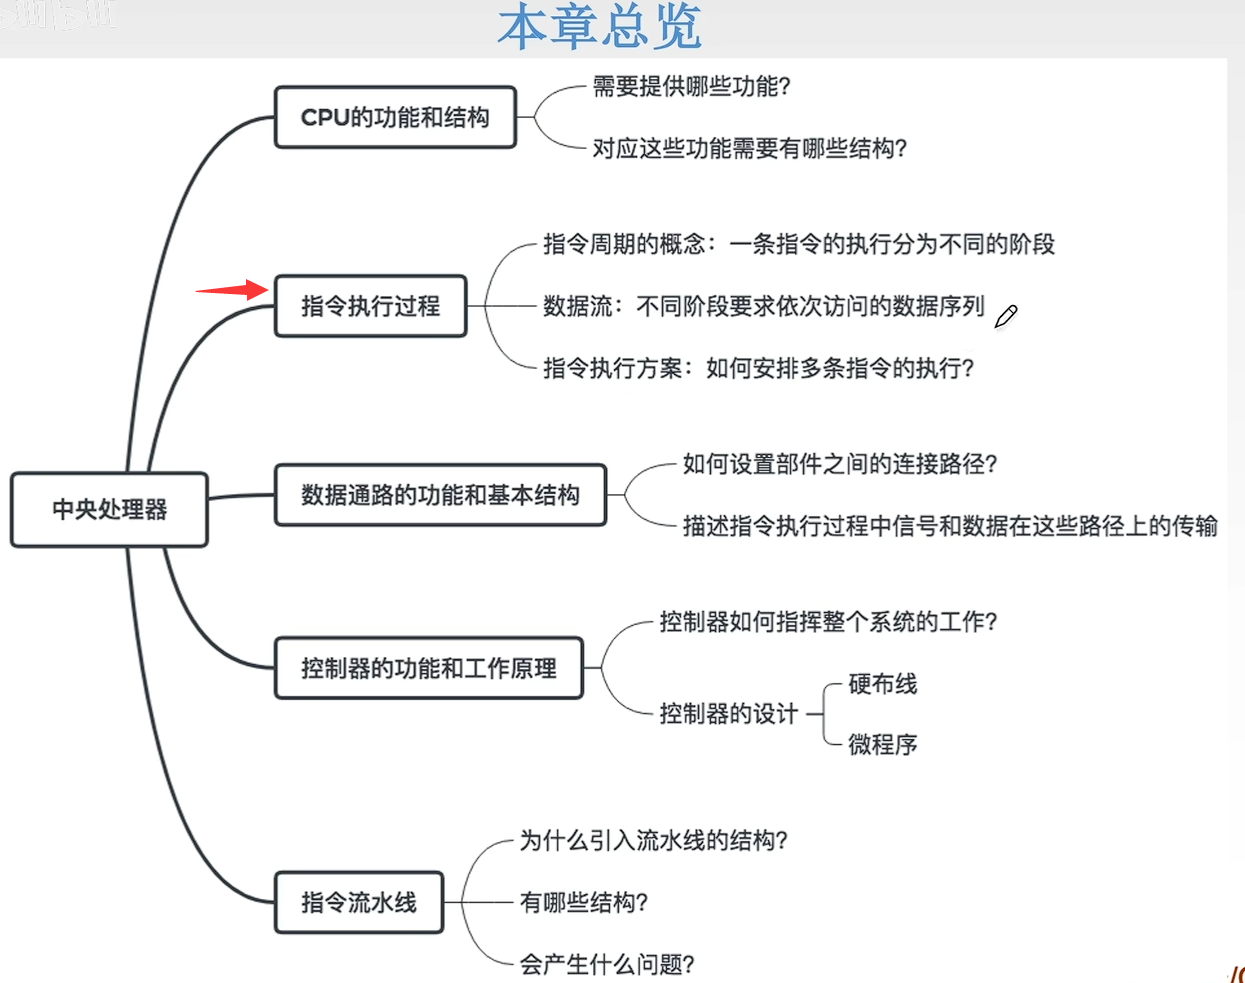 本章总览
CPU的功能和结构
需要提供哪些功能?
对应这些功能需要有哪些结构?
指令执行过程
指令周期的概念：一条指令的执行分为不同的阶段
数据流：不同阶段要求依次访问的数据序列
指令执行方案：如何安排多条指令的执行?
中央处理器
数据通路的功能和基本结构
如何设置部件之间的连接路径?
描述指令执行过程中信号和数据在这些路径上的传输
控制器的功能和工作原理
控制器如何指挥整个系统的工作?
控制器的设计
硬布线
微程序
指令流水线
为什么引入流水线的结构?
有哪些结构?
会产生什么问题?